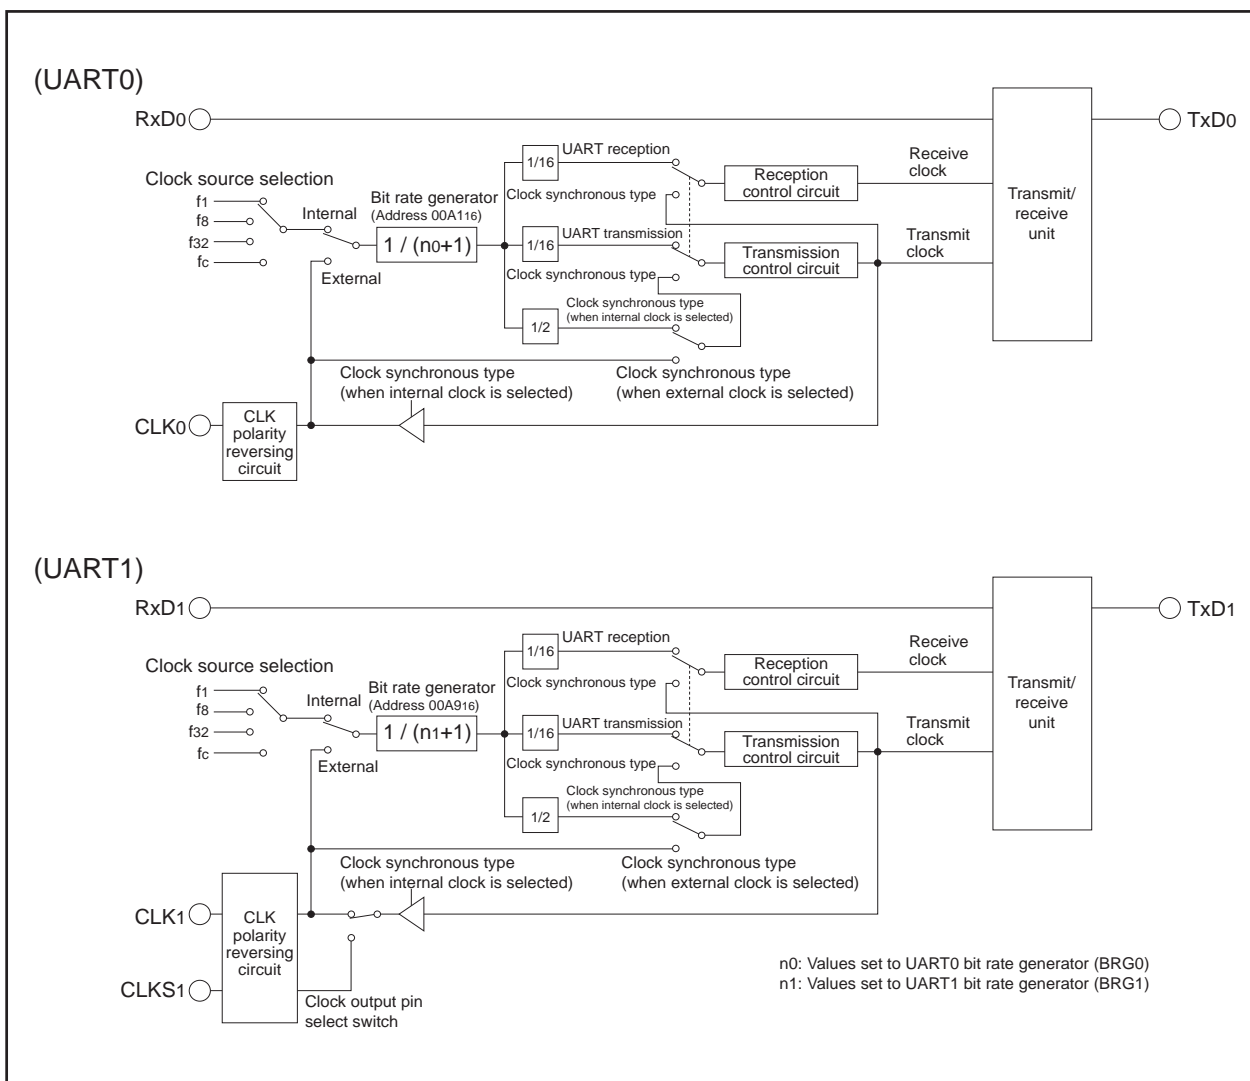 (UART0)
RxD0
TxD0
Clock source selection
f1
f8
f32
fc
Internal
External
Bit rate generator
(Address 00A116)
1 / (n0+1)
1/16
UART reception
Clock synchronous type
1/16
UART transmission
Clock synchronous type
1/2
Clock synchronous type
(when internal clock is selected)
Reception
control circuit
Transmission
control circuit
Receive
clock
Transmit
clock
Transmit/
receive
unit
Clock synchronous type
(when internal clock is selected)
Clock synchronous type
(when external clock is selected)
CLK0
CLK
polarity
reversing
circuit
(UART1)
RxD1
TxD1
Clock source selection
f1
f8
f32
fc
Internal
External
Bit rate generator
(Address 00A916)
1 / (n1+1)
1/16
UART reception
Clock synchronous type
1/16
UART transmission
Clock synchronous type
1/2
Clock synchronous type
(when internal clock is selected)
Reception
control circuit
Transmission
control circuit
Receive
clock
Transmit
clock
Transmit/
receive
unit
Clock synchronous type
(when internal clock is selected)
Clock synchronous type
(when external clock is selected)
CLK1
CLKS1
CLK
polarity
reversing
circuit
Clock output pin
select switch
n0: Values set to UART0 bit rate generator (BRG0)
n1: Values set to UART1 bit rate generator (BRG1)